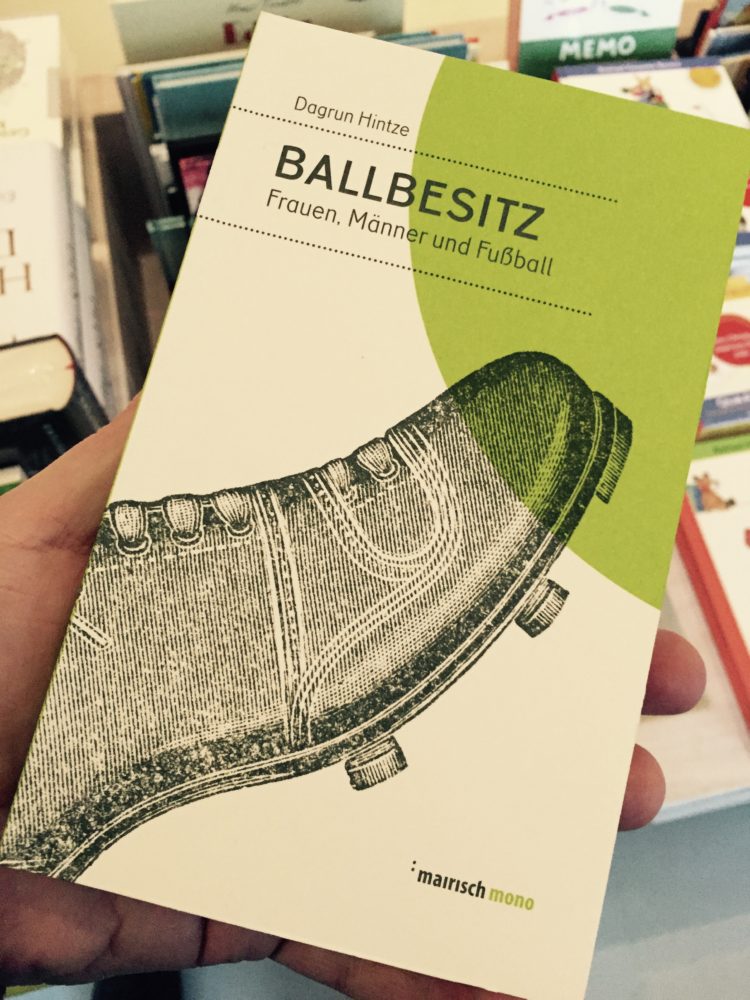 MEMO
Dagrun Hintze
BALLBESITZ
Frauen, Männer und Fußball
mairisch mono